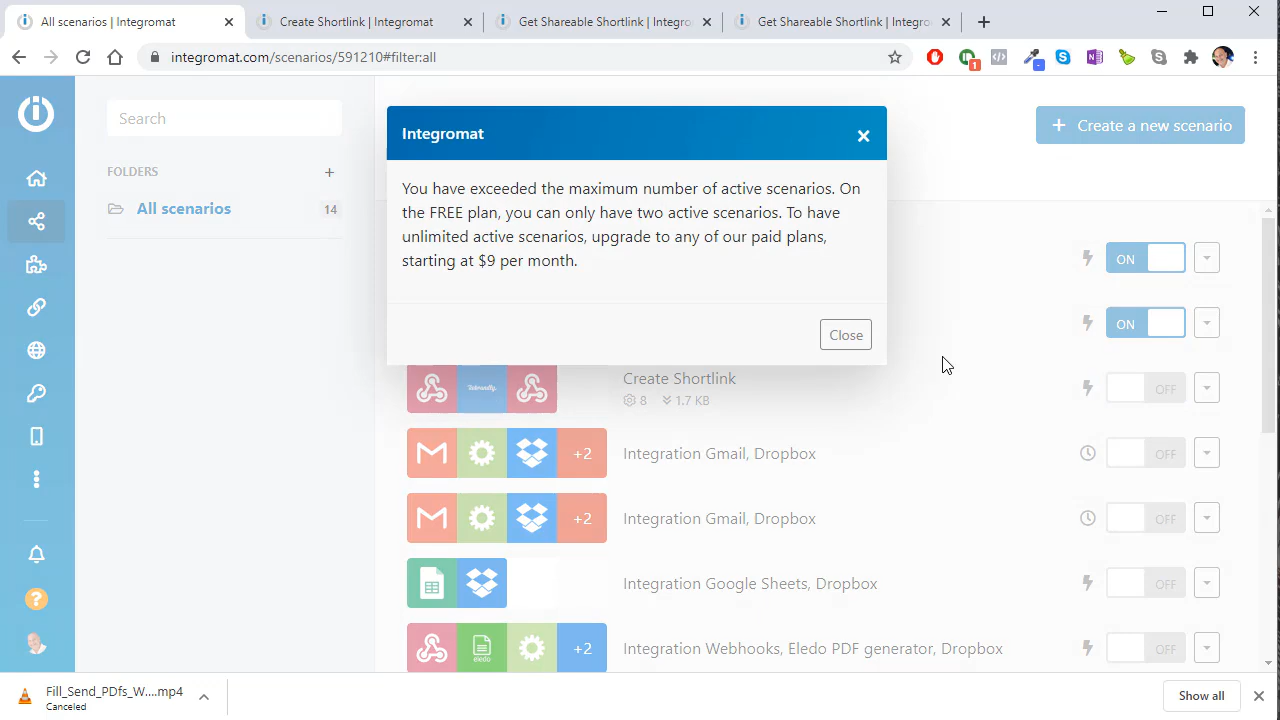 All scenarios | Integromat
Create Shortlink | Integromat
Get Shareable Shortlink | Integro
Get Shareable Shortlink | Integro
integromat.com/scenarios/591210#filter:all
1
Search
FOLDERS
All scenarios 14
Create a new scenario
Integromat
You have exceeded the maximum number of active scenarios. On
the FREE plan, you can only have two active scenarios. To have
unlimited active scenarios, upgrade to any of our paid plans,
starting at $9 per month.
Close
ON
ON
Create Shortlink
8 1.7 KB
OFF
+2 Integration Gmail, Dropbox OFF
+2 Integration Gmail, Dropbox OFF
Integration Google Sheets, Dropbox OFF
eledo +2 Integration Webhooks, Eledo PDF generator, Dropbox OFF
Fill_Send_PDfs_W....mp4
Canceled
Show all